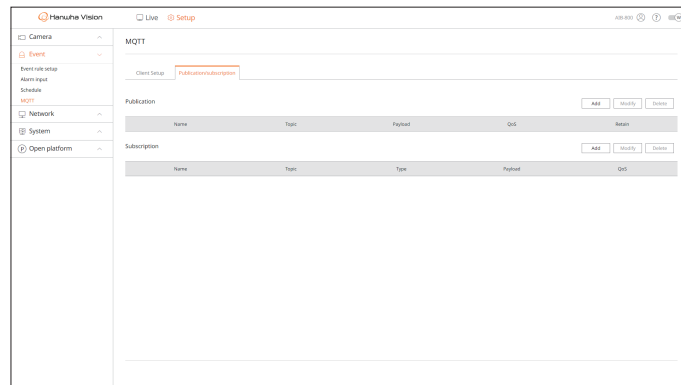 Hanwha Vision
Live
Setup
AIB-800
?
Camera
Event
Event rule setup
Alarm input
Schedule
MQTT
Network
System
Open platform
MQTT
Client Setup Publication/subscription
Publication
Add Modify Delete
Name Topic Payload QoS Retain
Subscription
Add Modify Delete
Name Topic Type Payload QoS